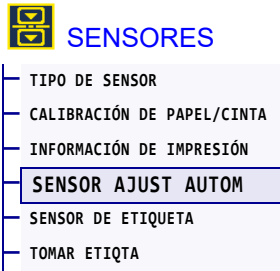 SENSORES
TIPO DE SENSOR
CALIBRACIÓN DE PAPEL/CINTA
INFORMACIÓN DE IMPRESIÓN
SENSOR AJUST AUTOM
SENSOR DE ETIQUETA
TOMAR ETIQTA